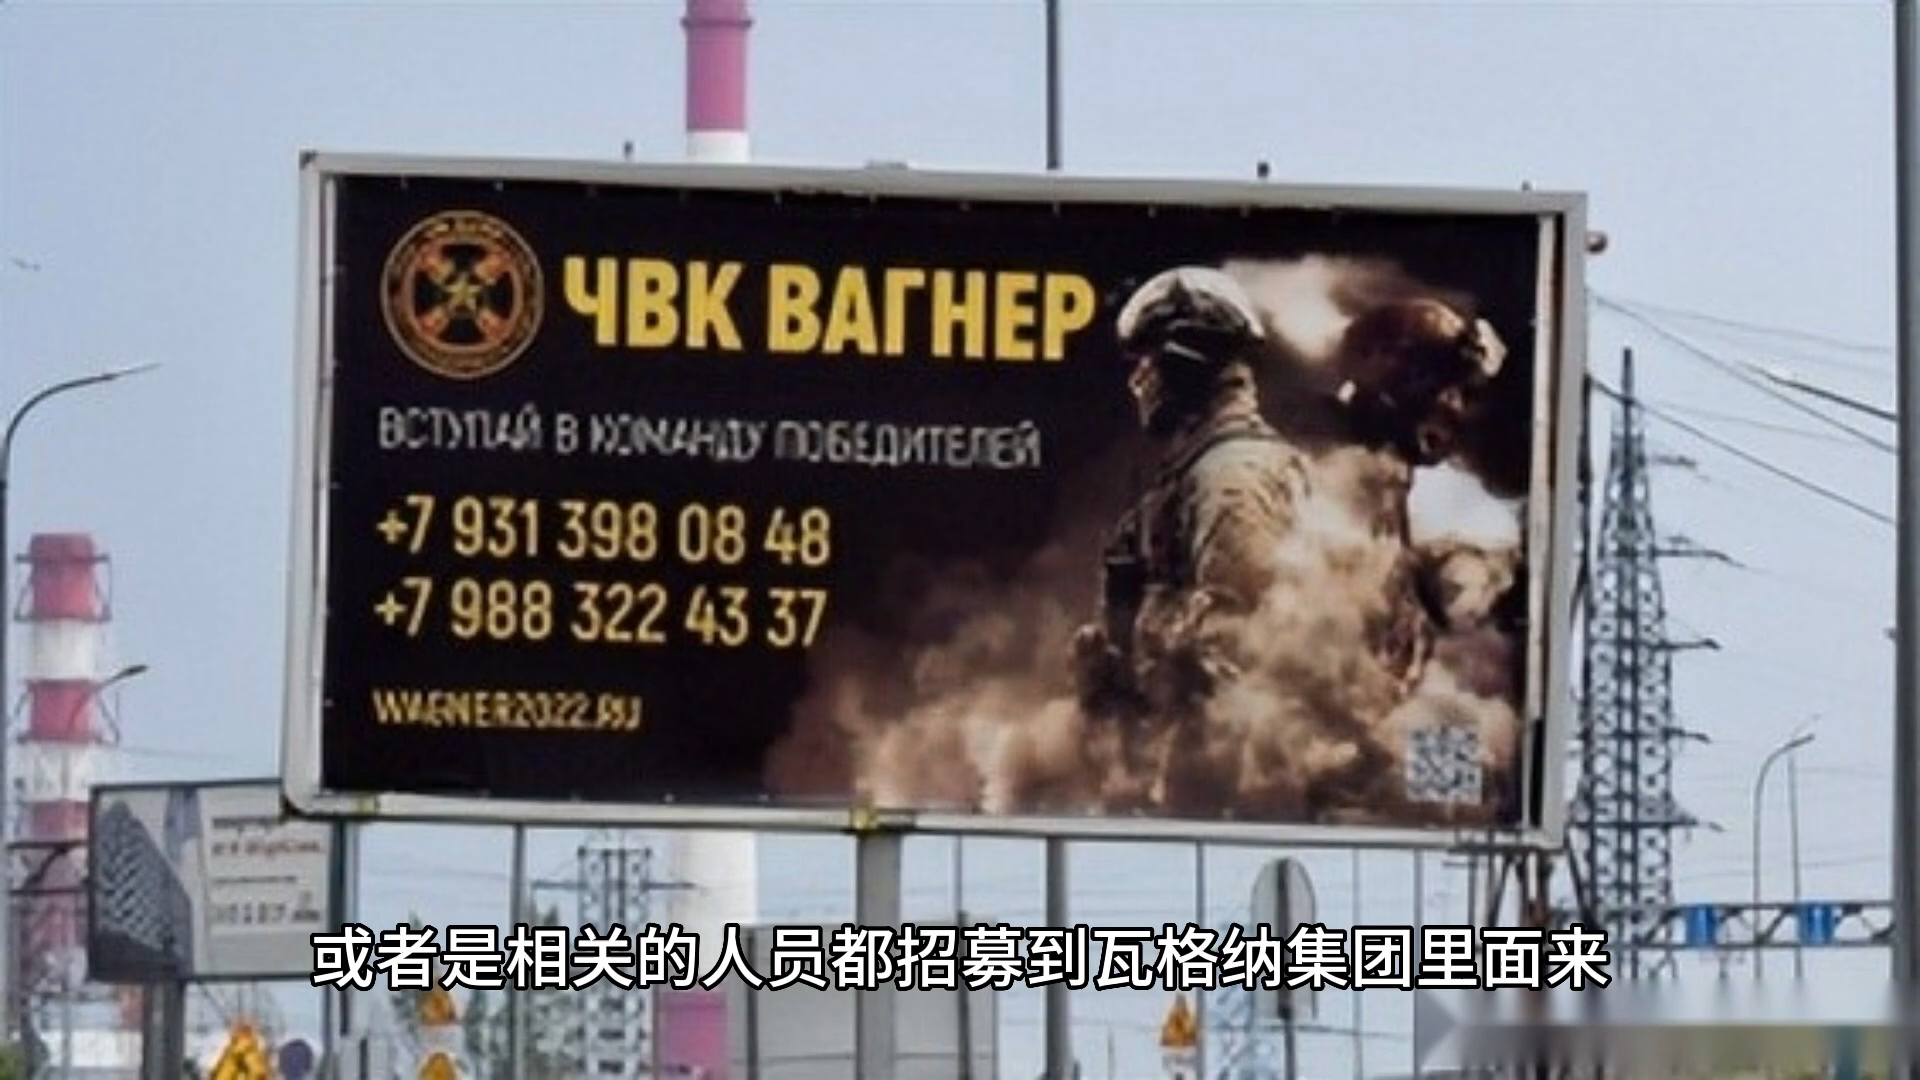 ЧВК ВАГНЕР
ВСТУПАЙ В КОМАНДУ ПОБЕДИТЕЛЕЙ
+7 931 398 08 48
+7 988 322 43 37
WAGNER2022.RU
或者是相关的人员都招募到瓦格纳集团里面来